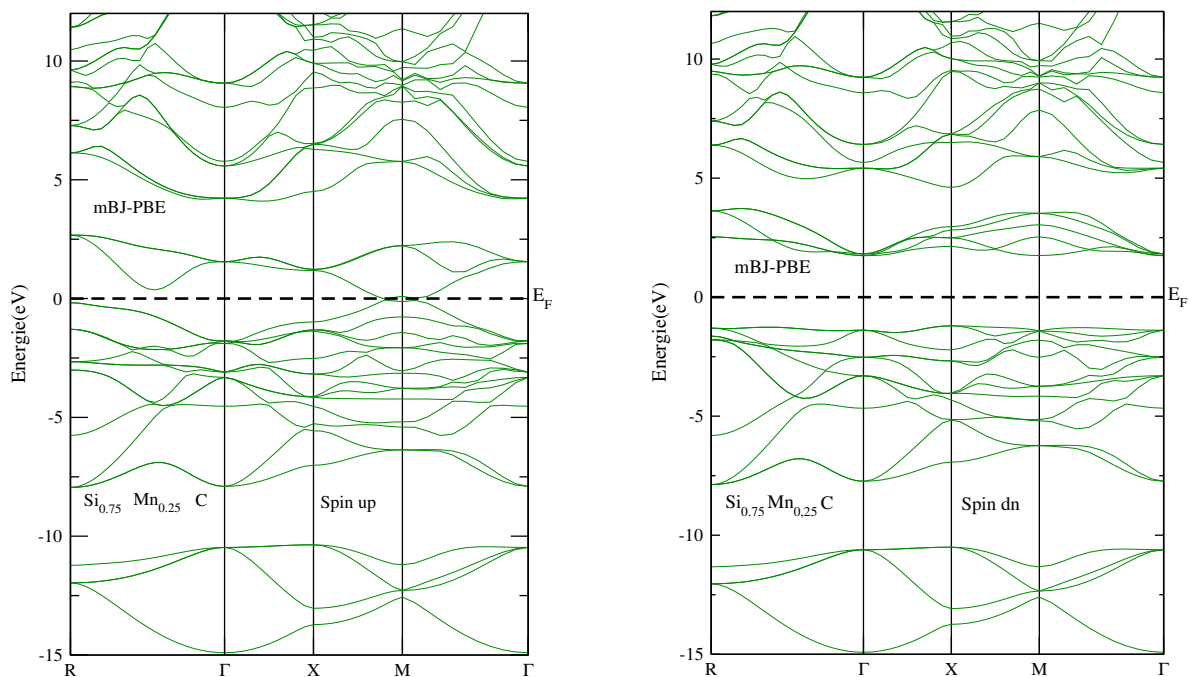 10
5
0
-5
-10
-15
Energie(eV)
mBJ-PBE
E_F
Si_0.75 Mn_0.25 C
Spin up
R Γ X M Γ
10
5
0
-5
-10
-15
Energie(eV)
mBJ-PBE
E_F
Si_0.75 Mn_0,25 C
Spin dn
R Γ X M Γ